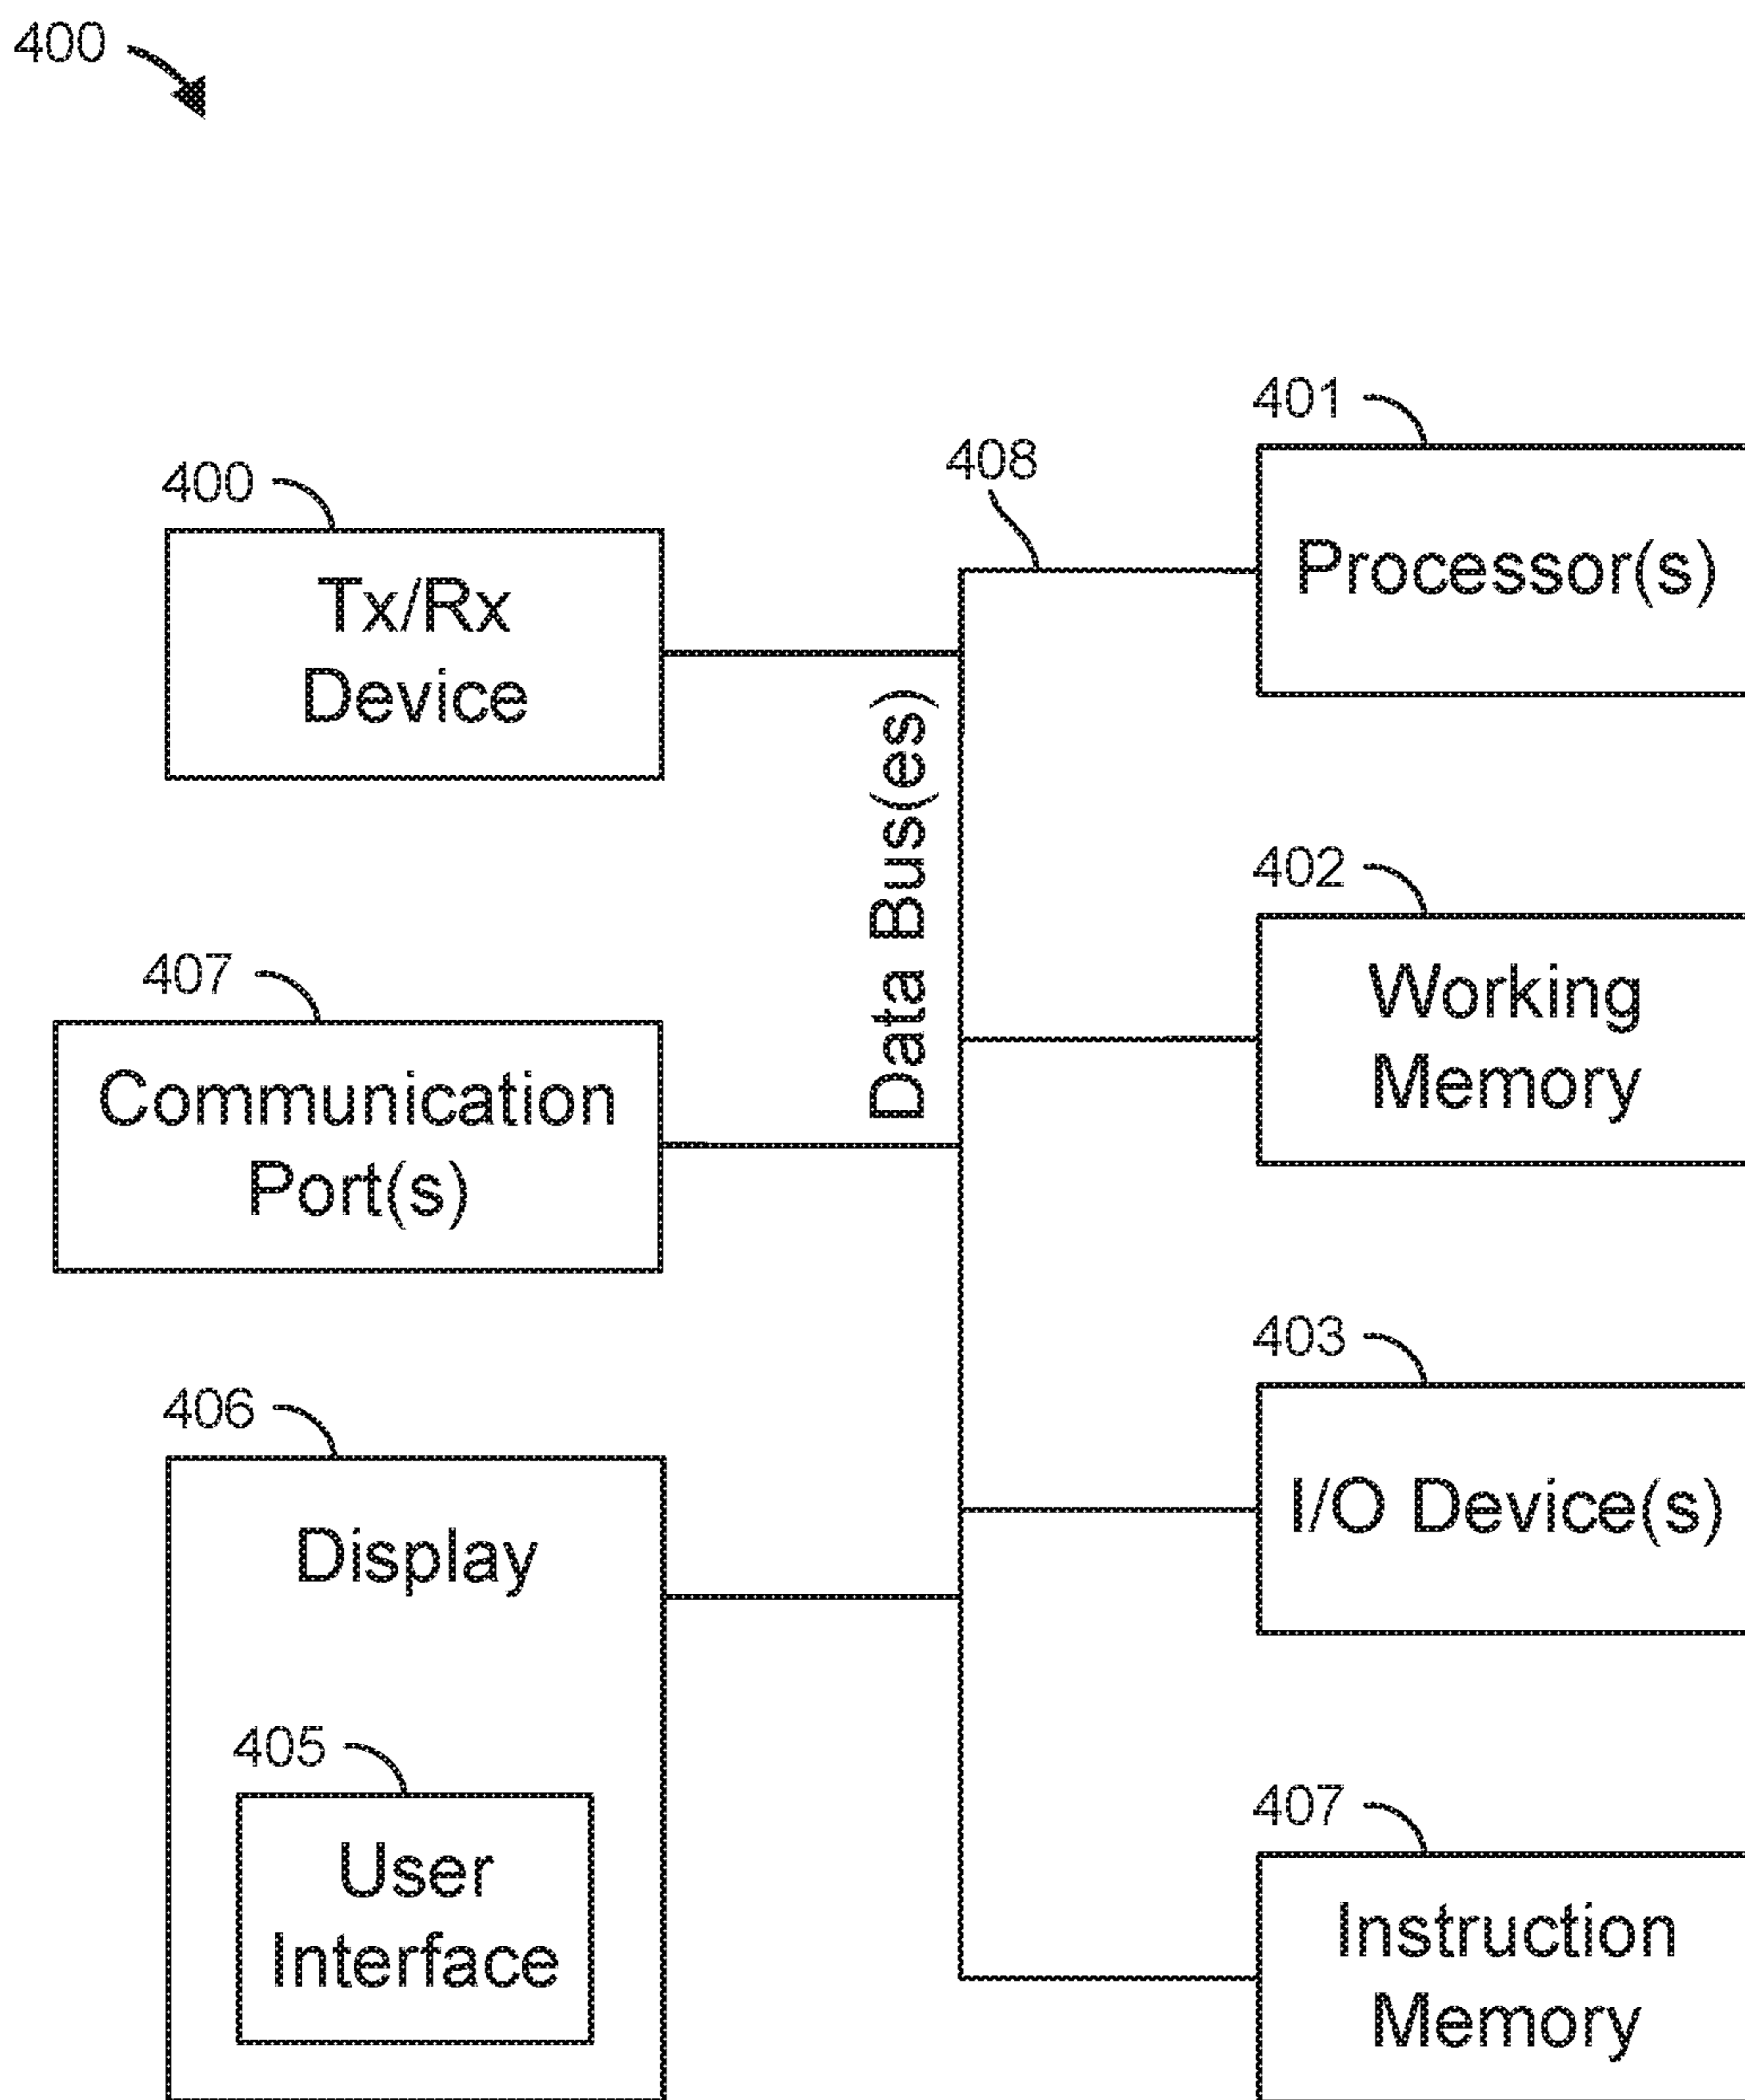 400
400
Tx/Rx
Device
407
Communication
Port(s)
406
Display
405
User
Interface
Data Bus(es)
408
401
Processor(s)
402
Working
Memory
403
I/O Device(s)
407
Instruction
Memory